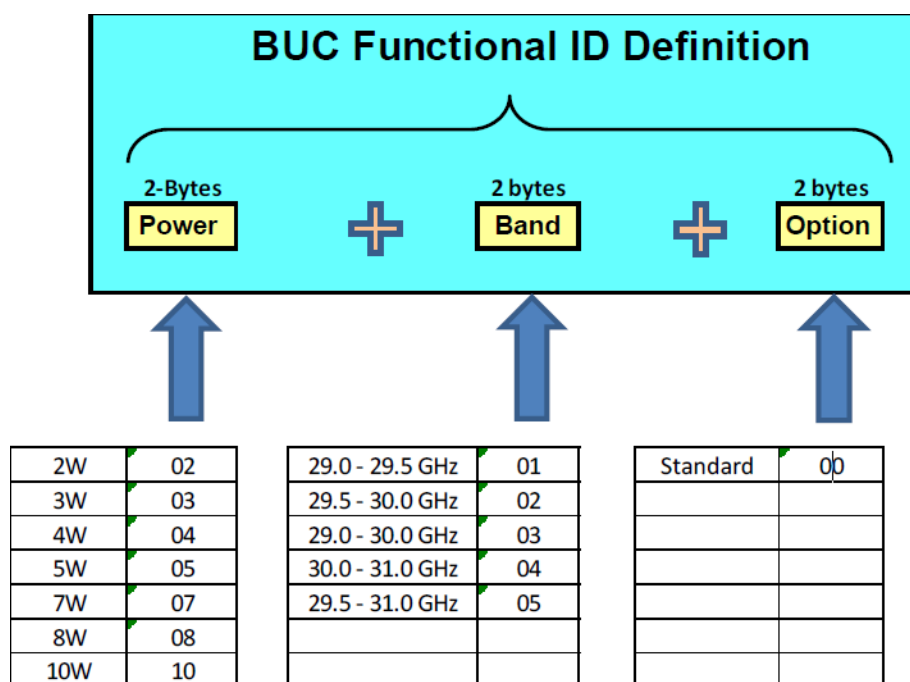 BUC Functional ID Definition
2-Bytes 2 bytes 2 bytes
Power Band Option
2W 02 29.0 - 29.5 GHz 01 Standard 00
3W 03 29.5 - 30.0 GHz 02
4W 04 29.0 - 30.0 GHz 03
5W 05 30.0 - 31.0 GHz 04
7W 07 29.5 - 31.0 GHz 05
8W 08
10W 10